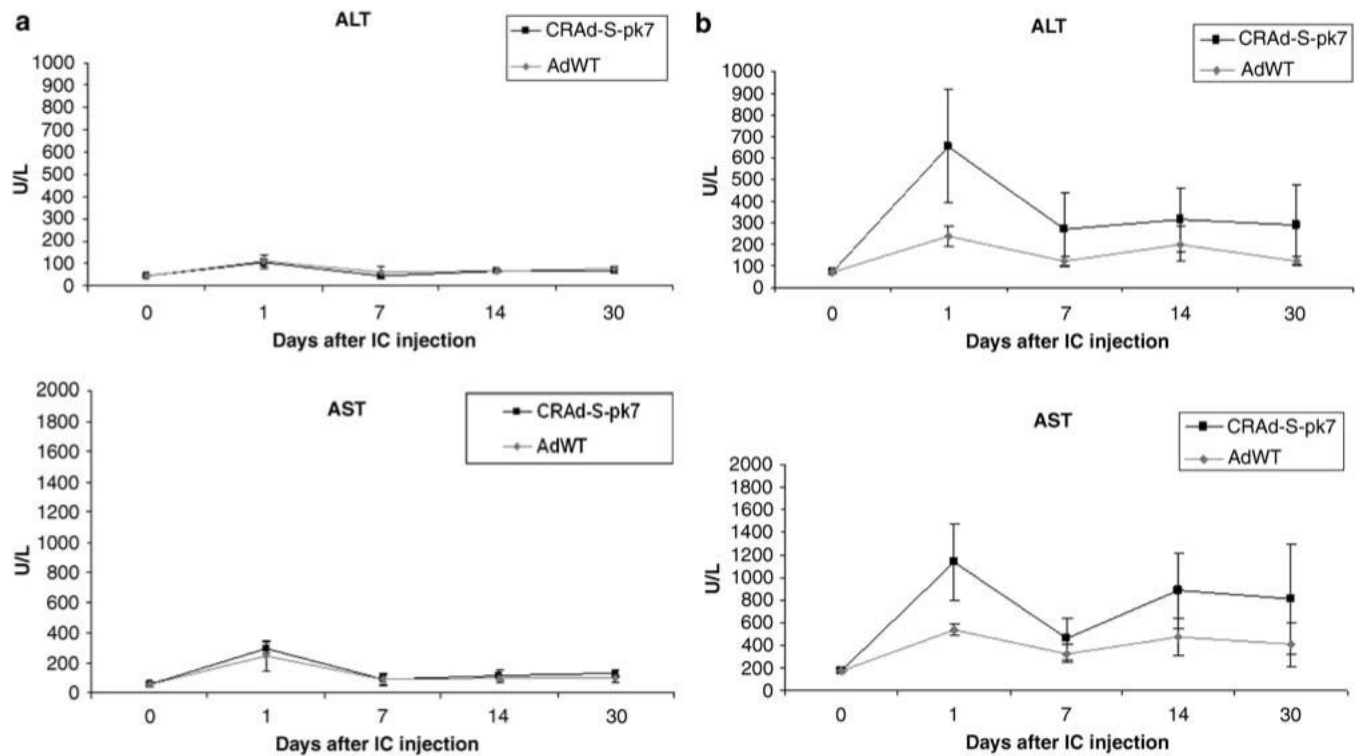 a
ALT
CRAd-S-pk7
AdWT
1000
900
800
700
600
500
400
300
200
100
0
U/L
0 1 7 14 30
Days after IC injection
AST
CRAd-S-pk7
AdWT
2000
1800
1600
1400
1200
1000
800
600
400
200
0
U/L
0 1 7 14 30
Days after IC injection
b
ALT
CRAd-S-pk7
AdWT
1000
900
800
700
600
500
400
300
200
100
0
U/L
0 1 7 14 30
Days after IC injection
AST
CRAd-S-pk7
AdWT
2000
1800
1600
1400
1200
1000
800
600
400
200
0
U/L
0 1 7 14 30
Days after IC injection